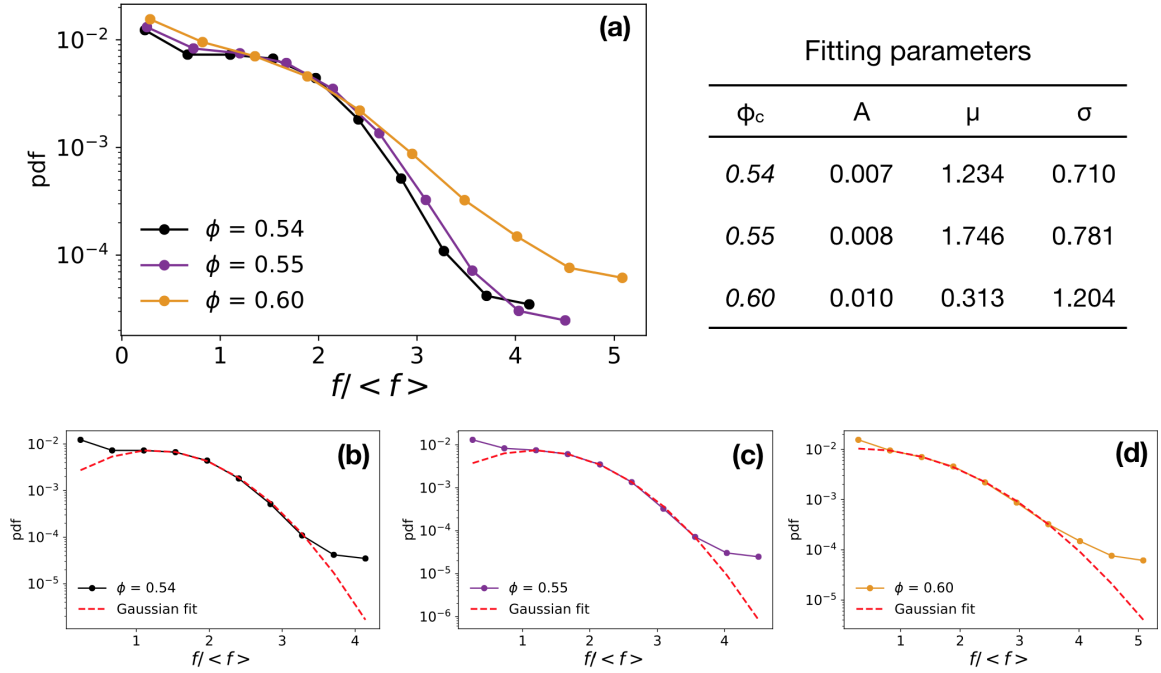 (a)
10⁻²
10⁻³
10⁻⁴
pdf
ϕ = 0.54
ϕ = 0.55
ϕ = 0.60
0 1 2 3 4 5
f/ < f >
Fitting parameters
ϕc A μ σ
0.54 0.007 1.234 0.710
0.55 0.008 1.746 0.781
0.60 0.010 0.313 1.204
(b)
10⁻²
10⁻³
10⁻⁴
10⁻⁵
pdf
ϕ = 0.54
Gaussian fit
1 2 3 4
f/ < f >
(c)
10⁻²
10⁻³
10⁻⁴
10⁻⁵
10⁻⁶
pdf
ϕ = 0.55
Gaussian fit
1 2 3 4
f/ < f >
(d)
10⁻²
10⁻³
10⁻⁴
10⁻⁵
pdf
ϕ = 0.60
Gaussian fit
1 2 3 4 5
f/ < f >